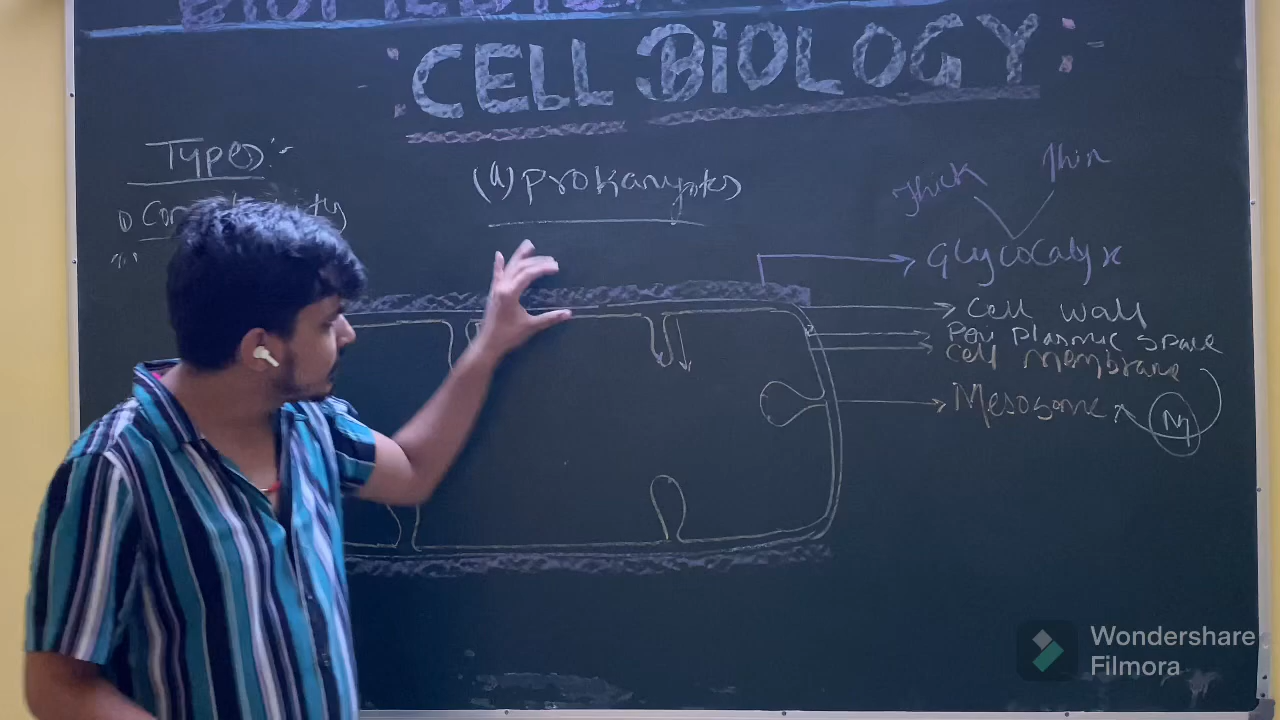 : CELL BIOLOGY :-
Types:-
(a) Prokaryotes
Thick
Thin
Glycocalyx
Cell wall
Peri plasmic space
Cell membrane
Mesosome
Wondershare
Filmora